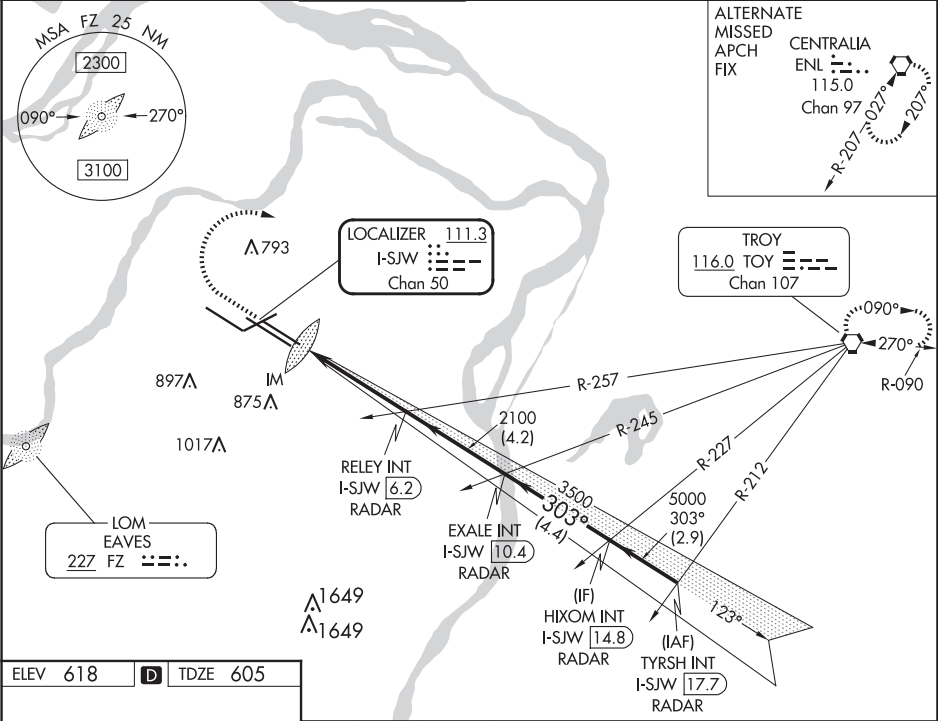 MSA FZ 25 NM
2300
090°
270°
3100
ALTERNATE
MISSED
APCH
FIX
CENTRALIA
ENL
115.0
Chan 97
R-207
027°
207°
793
LOCALIZER 111.3
I-SJW
Chan 50
TROY
116.0 TOY
Chan 107
090°
270°
R-090
897
IM
875
1017
R-257
R-245
R-227
R-212
2100
(4.2)
RELEY INT
I-SJW 6.2
RADAR
3500
303°
(4.4)
5000
303°
(2.9)
EXALE INT
I-SJW 10.4
RADAR
LOM
EAVES
227 FZ
(IF)
HIXOM INT
I-SJW 14.8
RADAR
123°
(IAF)
TYRSH INT
I-SJW 17.7
RADAR
1649
1649
ELEV 618 D TDZE 605